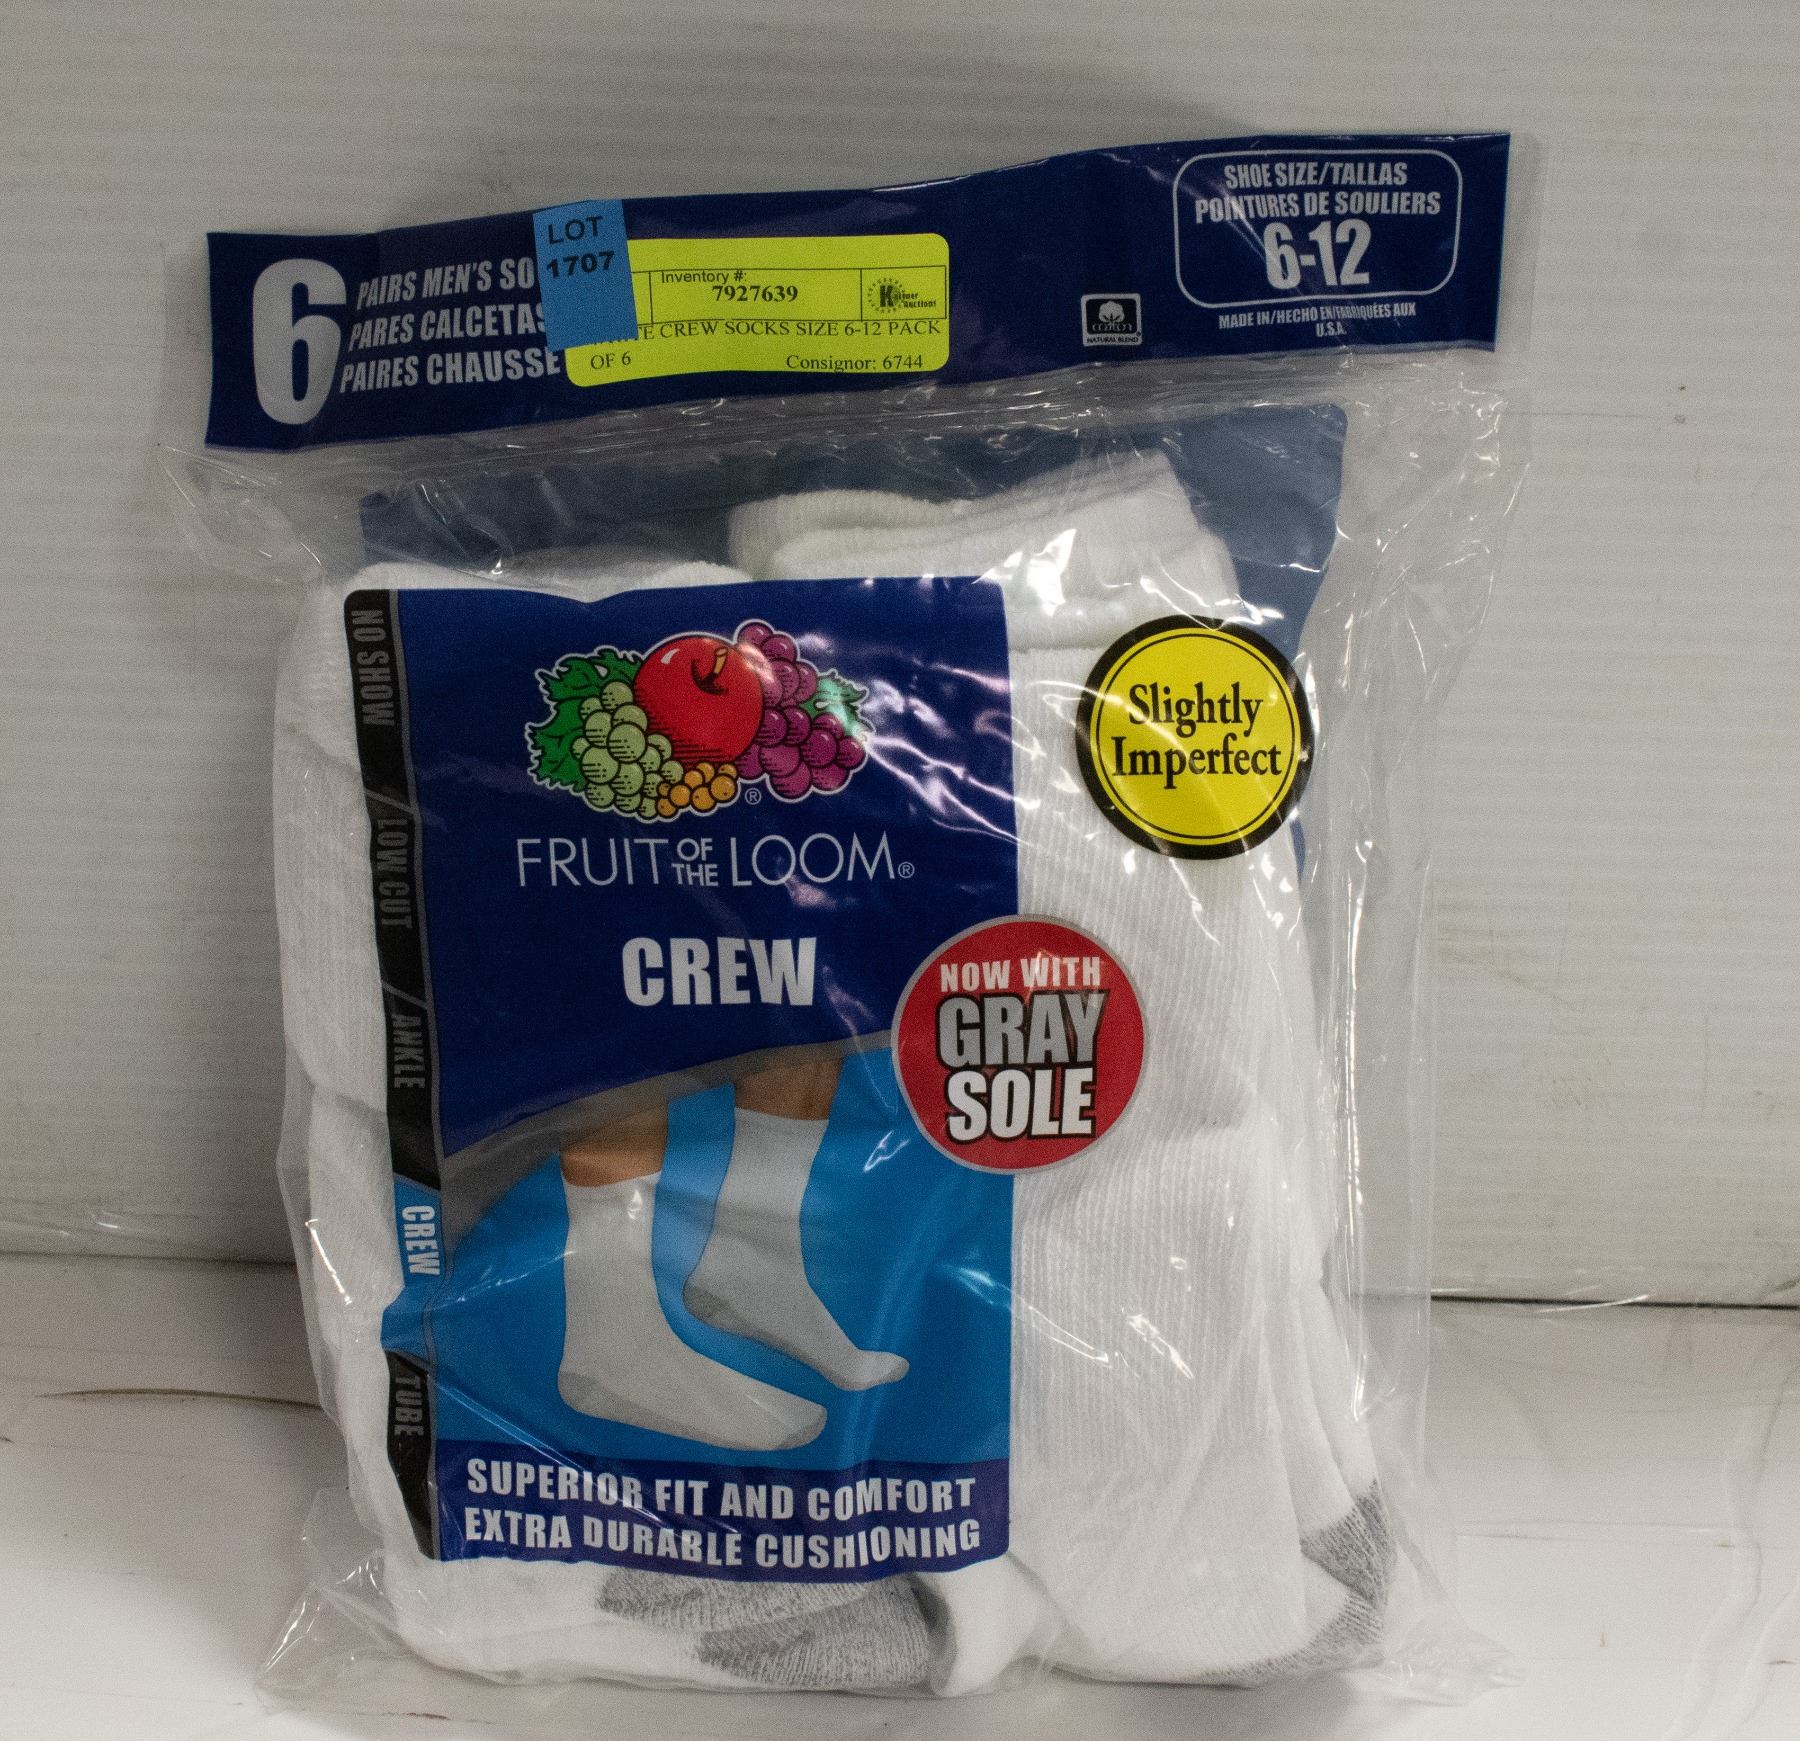 6
PAIRS MEN'S SO
PARES CALCETAS
PAIRES CHAUSSE
LOT
1707
Inventory #:
7927639
CREW SOCKS SIZE 6-12 PACK
OF 6
Consignor: 6744
cotton
NATURAL BLEND
SHOE SIZE/TALLAS
POINTURES DE SOULIERS
6-12
MADE IN/HECHO EN/FABRIQUÉES AUX
U.S.A.
NO SHOW
LOW CUT
ANKLE
CREW
TUBE
®
FRUIT OF THE LOOM®
CREW
Slightly
Imperfect
NOW WITH
GRAY
SOLE
SUPERIOR FIT AND COMFORT
EXTRA DURABLE CUSHIONING